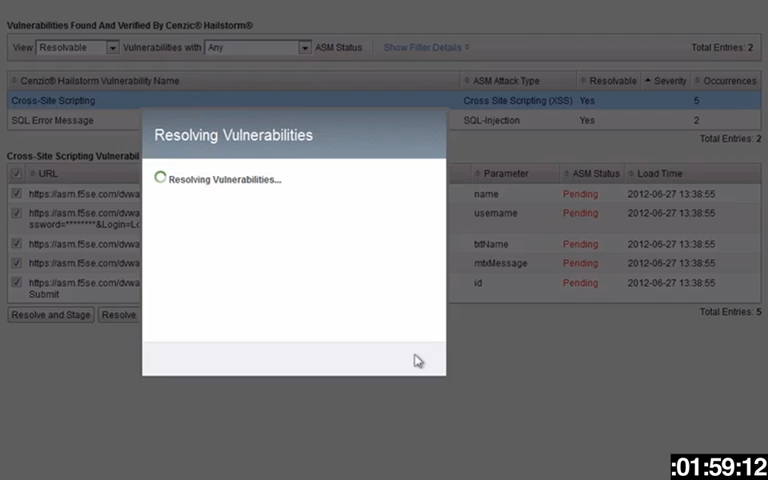 Vulnerabilities Found And Verified By Cenzic® Hailstorm®
View Resolvable Vulnerabilities with Any ASM Status Show Filter Details Total Entries: 2
Cenzic® Hailstorm Vulnerability Name ASM Attack Type Resolvable Severity Occurrences
Cross-Site Scripting Cross Site Scripting (XSS) Yes 5
SQL Error Message SQL-Injection Yes 2
Total Entries: 2
Resolving Vulnerabilities
Resolving Vulnerabilities...
Cross-Site Scripting Vulnerabil
URL Parameter ASM Status Load Time
https://asm.f5se.com/dvwa name Pending 2012-06-27 13:38:55
https://asm.f5se.com/dvwa username Pending 2012-06-27 13:38:55
ssword=********&Login=Lo
https://asm.f5se.com/dvwa txtName Pending 2012-06-27 13:38:55
https://asm.f5se.com/dvwa mtxMessage Pending 2012-06-27 13:38:55
https://asm.f5se.com/dvwa id Pending 2012-06-27 13:38:55
Submit
Resolve and Stage Resolve Total Entries: 5
:01:59:12